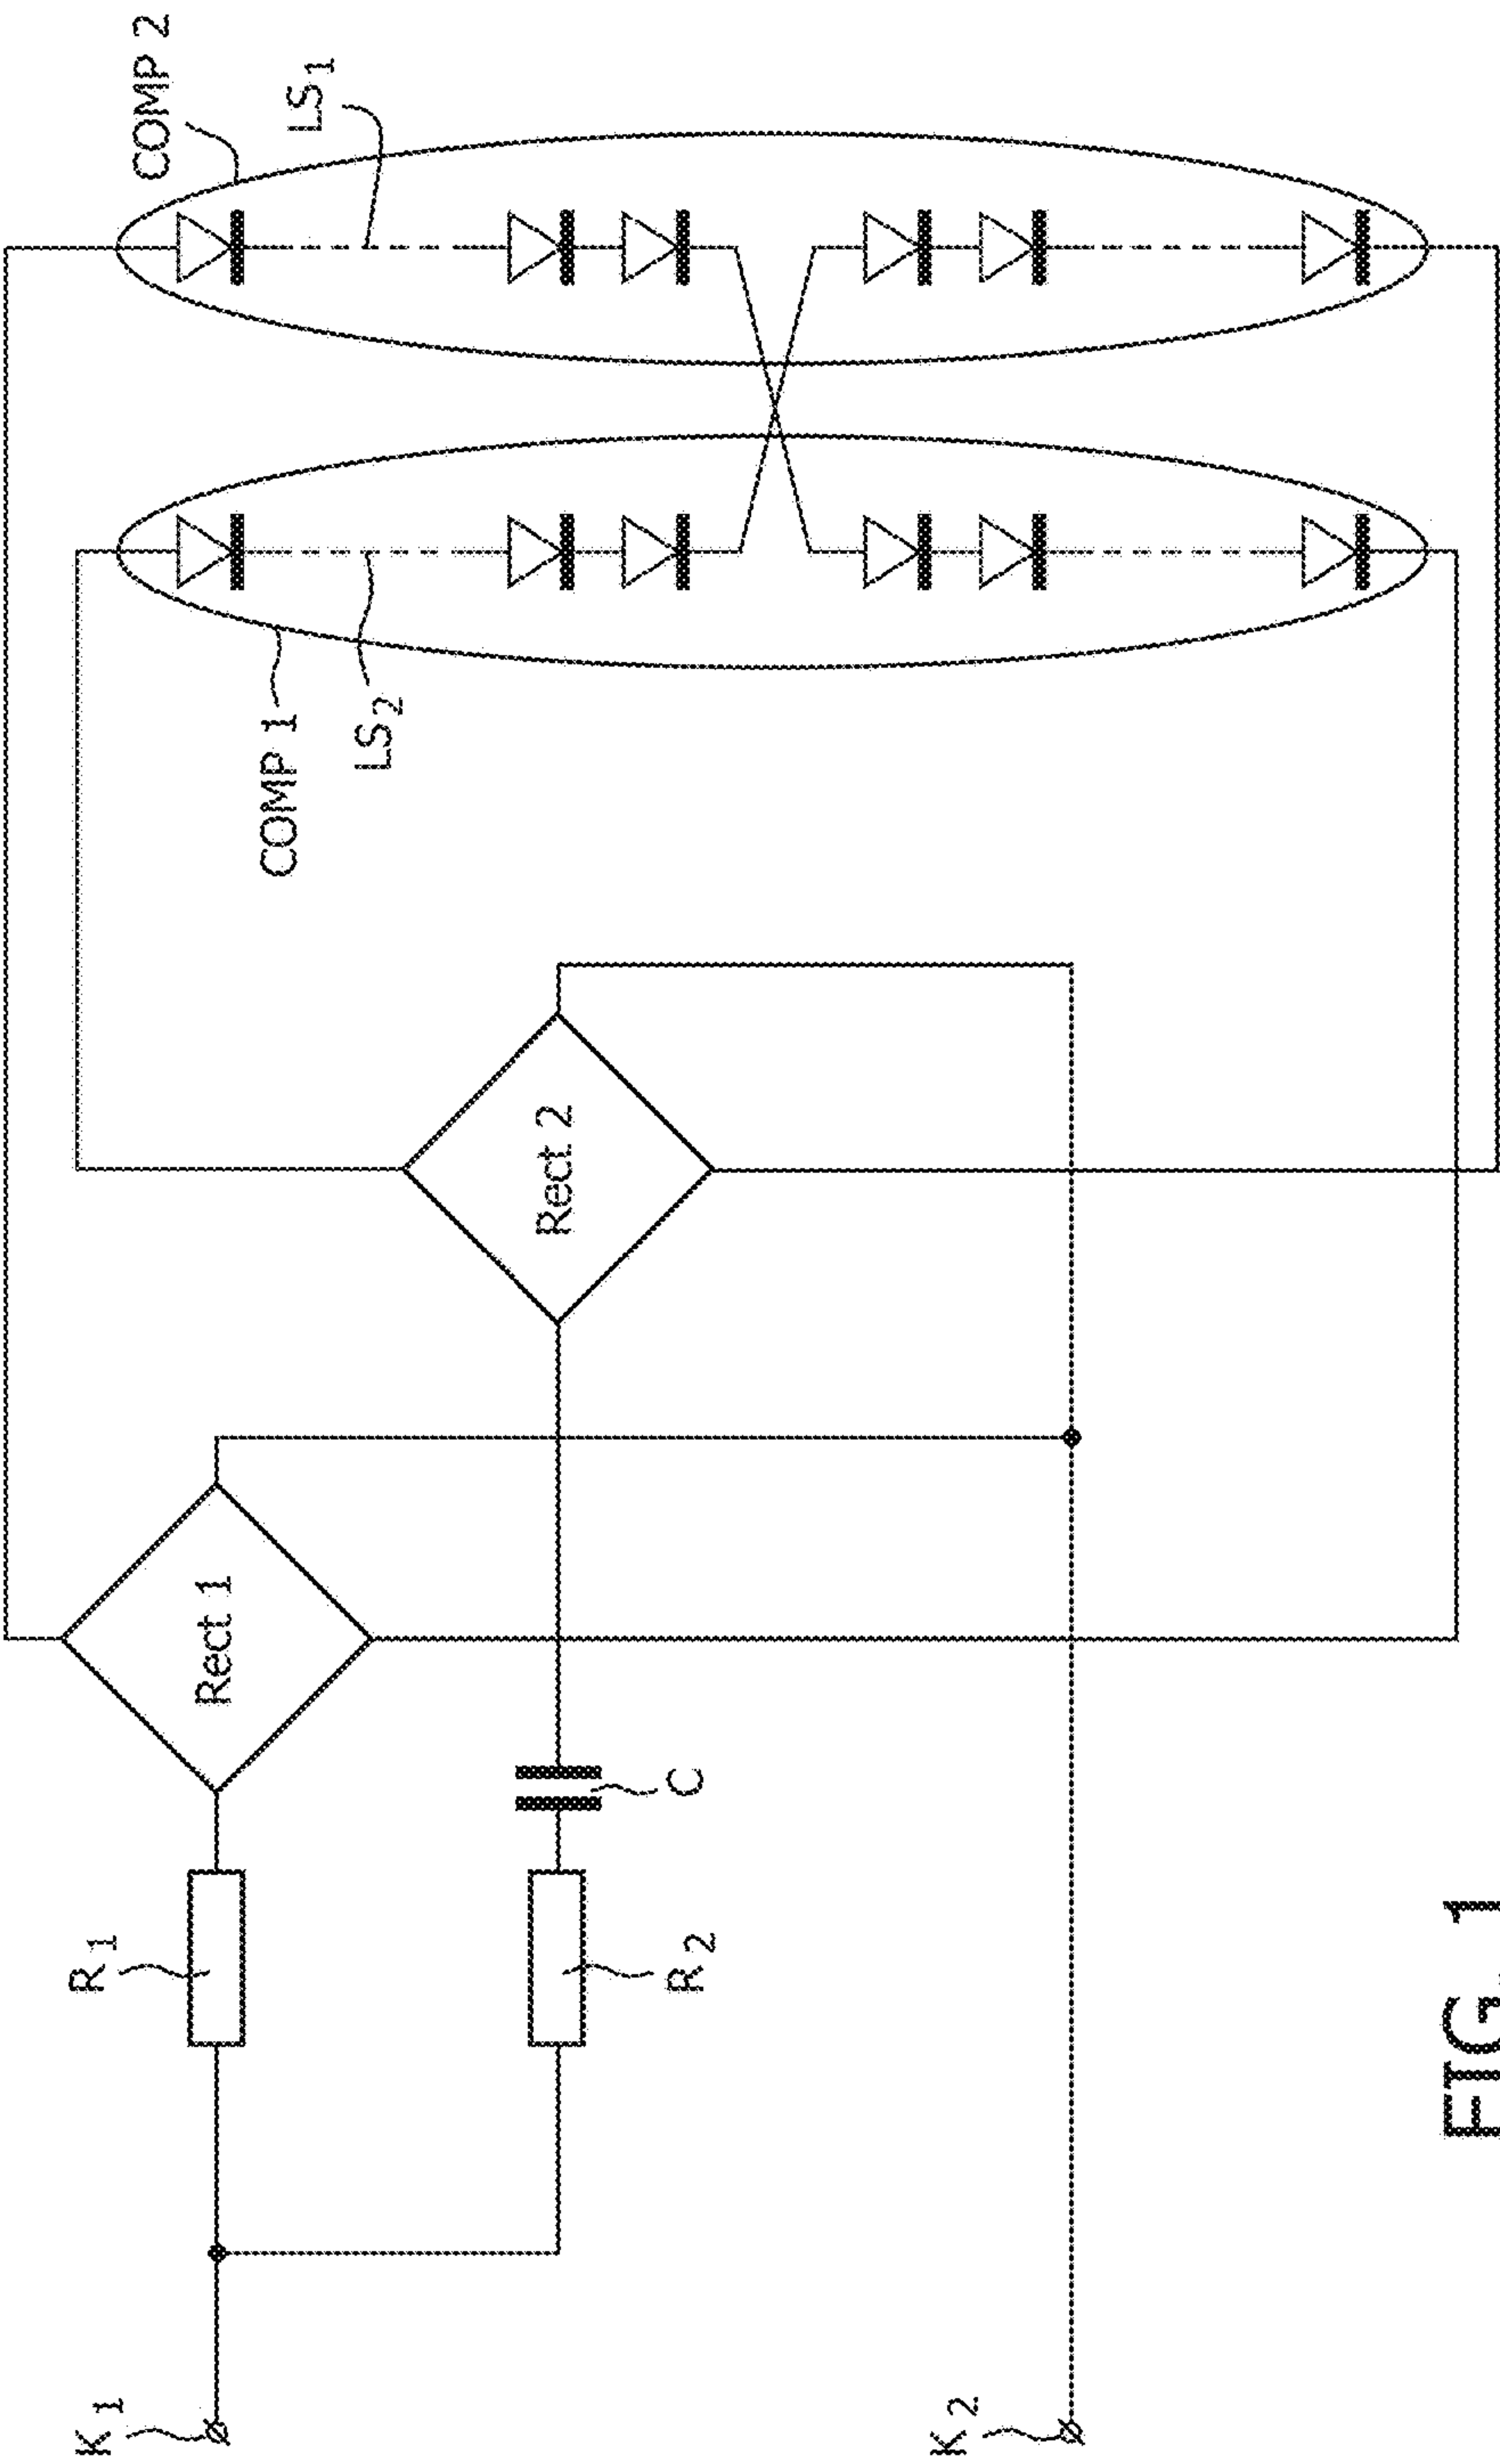 COMP 2
LS1
COMP 1
LS2
Rect 2
Rect 1
C
R1
R2
K1
K2
FIG. 1